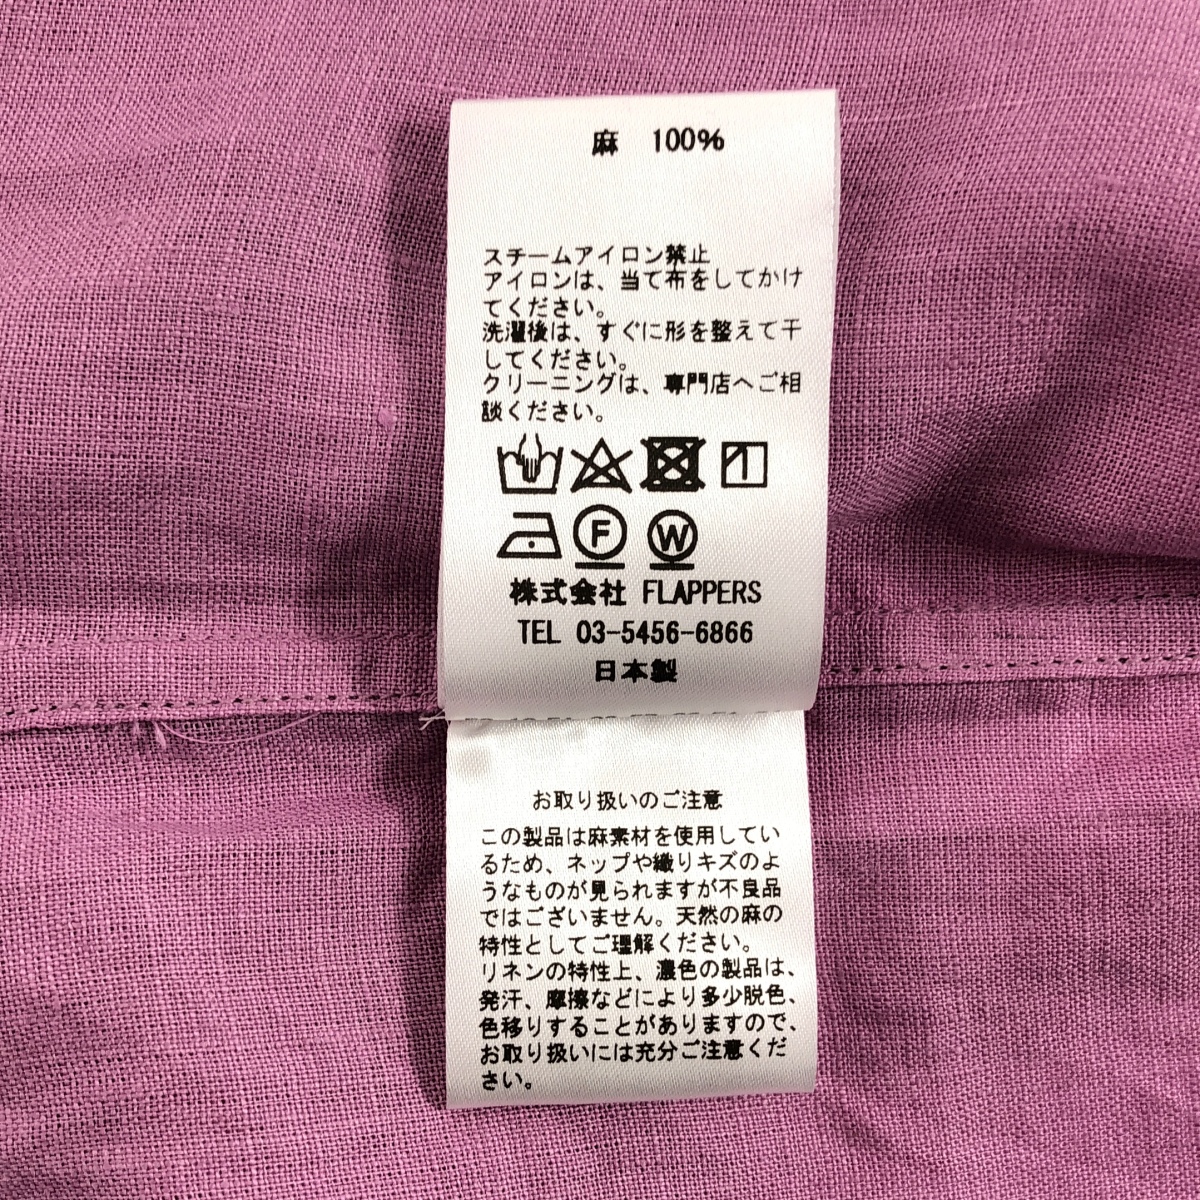 麻 100%
スチームアイロン禁止
アイロンは、当て布をしてかけ
てください。
洗濯後は、すぐに形を整えて干
してください。
クリーニングは、専門店へご相
談ください。
F W
株式会社 FLAPPERS
TEL 03-5456-6866
日本製
お取り扱いのご注意
この製品は麻素材を使用してい
るため、ネップや織りキズのよ
うなものが見られますが不良品
ではございません。天然の麻の
特性としてご理解ください。
リネンの特性上、濃色の製品は、
発汗、摩擦などにより多少脱色、
色移りすることがありますので、
お取り扱いには充分ご注意くだ
さい。